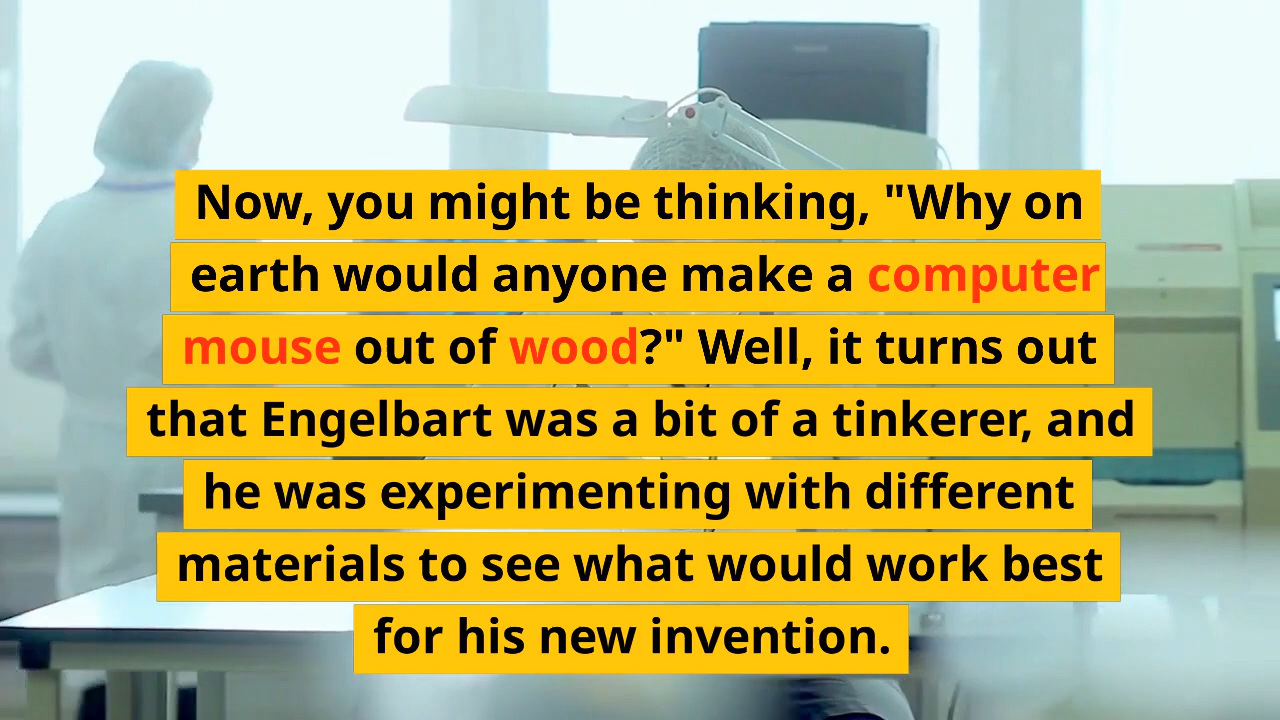 Now, you might be thinking, "Why on
earth would anyone make a computer
mouse out of wood?" Well, it turns out
that Engelbart was a bit of a tinkerer, and
he was experimenting with different
materials to see what would work best
for his new invention.